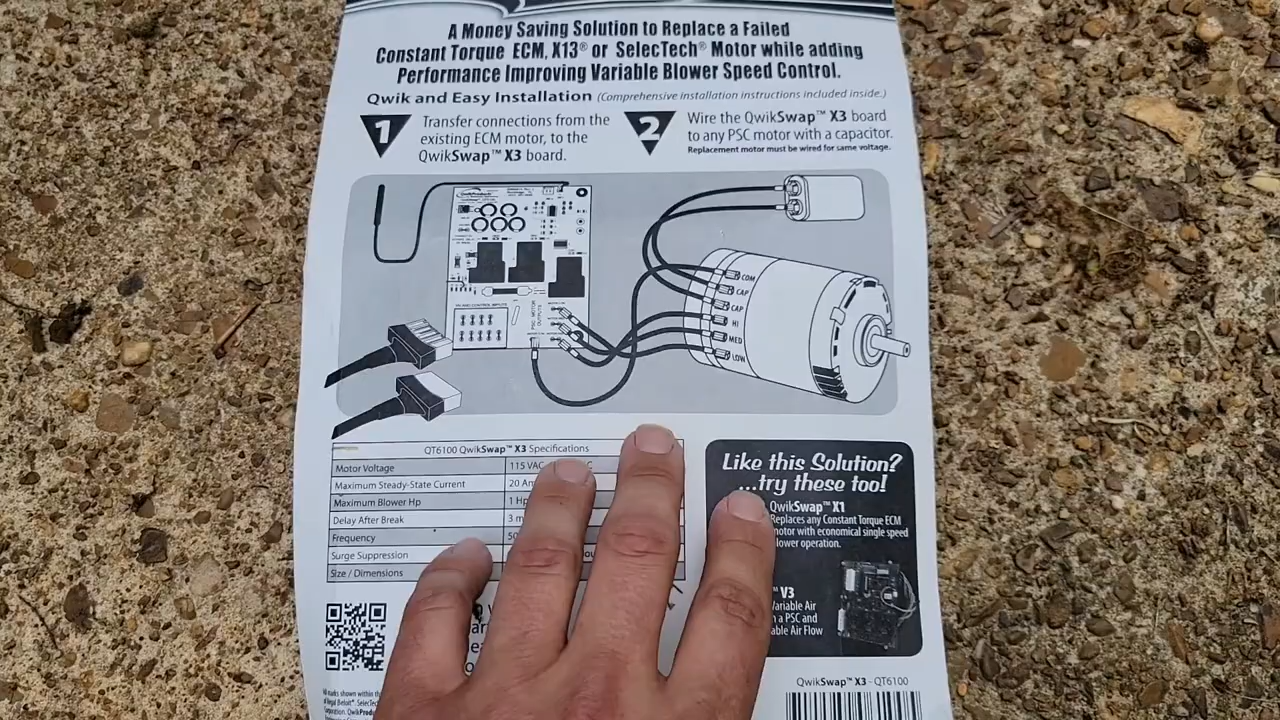 A Money Saving Solution to Replace a Failed
Constant Torque ECM, X13® or SelecTech® Motor while adding
Performance Improving Variable Blower Speed Control.
Qwik and Easy Installation (Comprehensive installation instructions included inside.)
1
Transfer connections from the
existing ECM motor, to the
QwikSwap™ X3 board.
2
Wire the QwikSwap™ X3 board
to any PSC motor with a capacitor.
Replacement motor must be wired for same voltage.
COM
CAP
CAP
HI
MED
LOW
PSC MOTOR
OUTPUTS
QT6100 QwikSwap™ X3 Specifications
Motor Voltage 115 VAC
Maximum Steady-State Current 20
Maximum Blower Hp 1 Hp
Delay After Break 3
Frequency
Surge Suppression
Size / Dimensions
Like this Solution?
...try these too!
QwikSwap™ X1
Replaces any Constant Torque ECM
motor with economical single speed
blower operation.
™ V3
Variable Air
a PSC and
Air Flow
QwikSwap™ X3 - QT6100